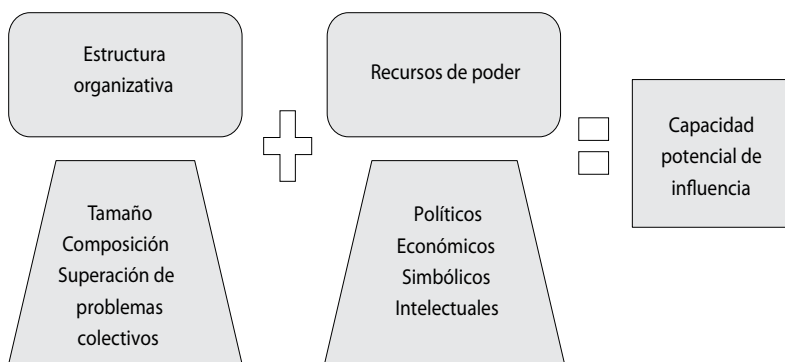 Estructura
organizativa
Recursos de poder
Capacidad
potencial de
influencia
Tamaño
Composición
Superación de
problemas
colectivos
Políticos
Económicos
Simbólicos
Intelectuales